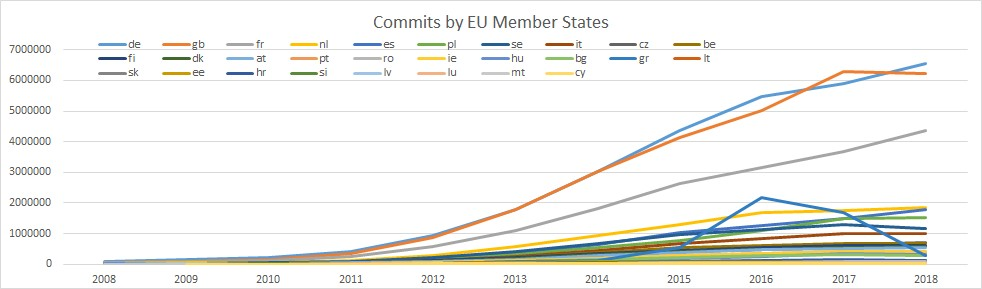 Commits by EU Member States
7000000
de gb fr nl es pl se it cz be
fi dk at pt ro ie hu bg gr lt
6000000
sk ee hr si lv lu mt cy
5000000
4000000
3000000
2000000
1000000
0
2008 2009 2010 2011 2012 2013 2014 2015 2016 2017 2018